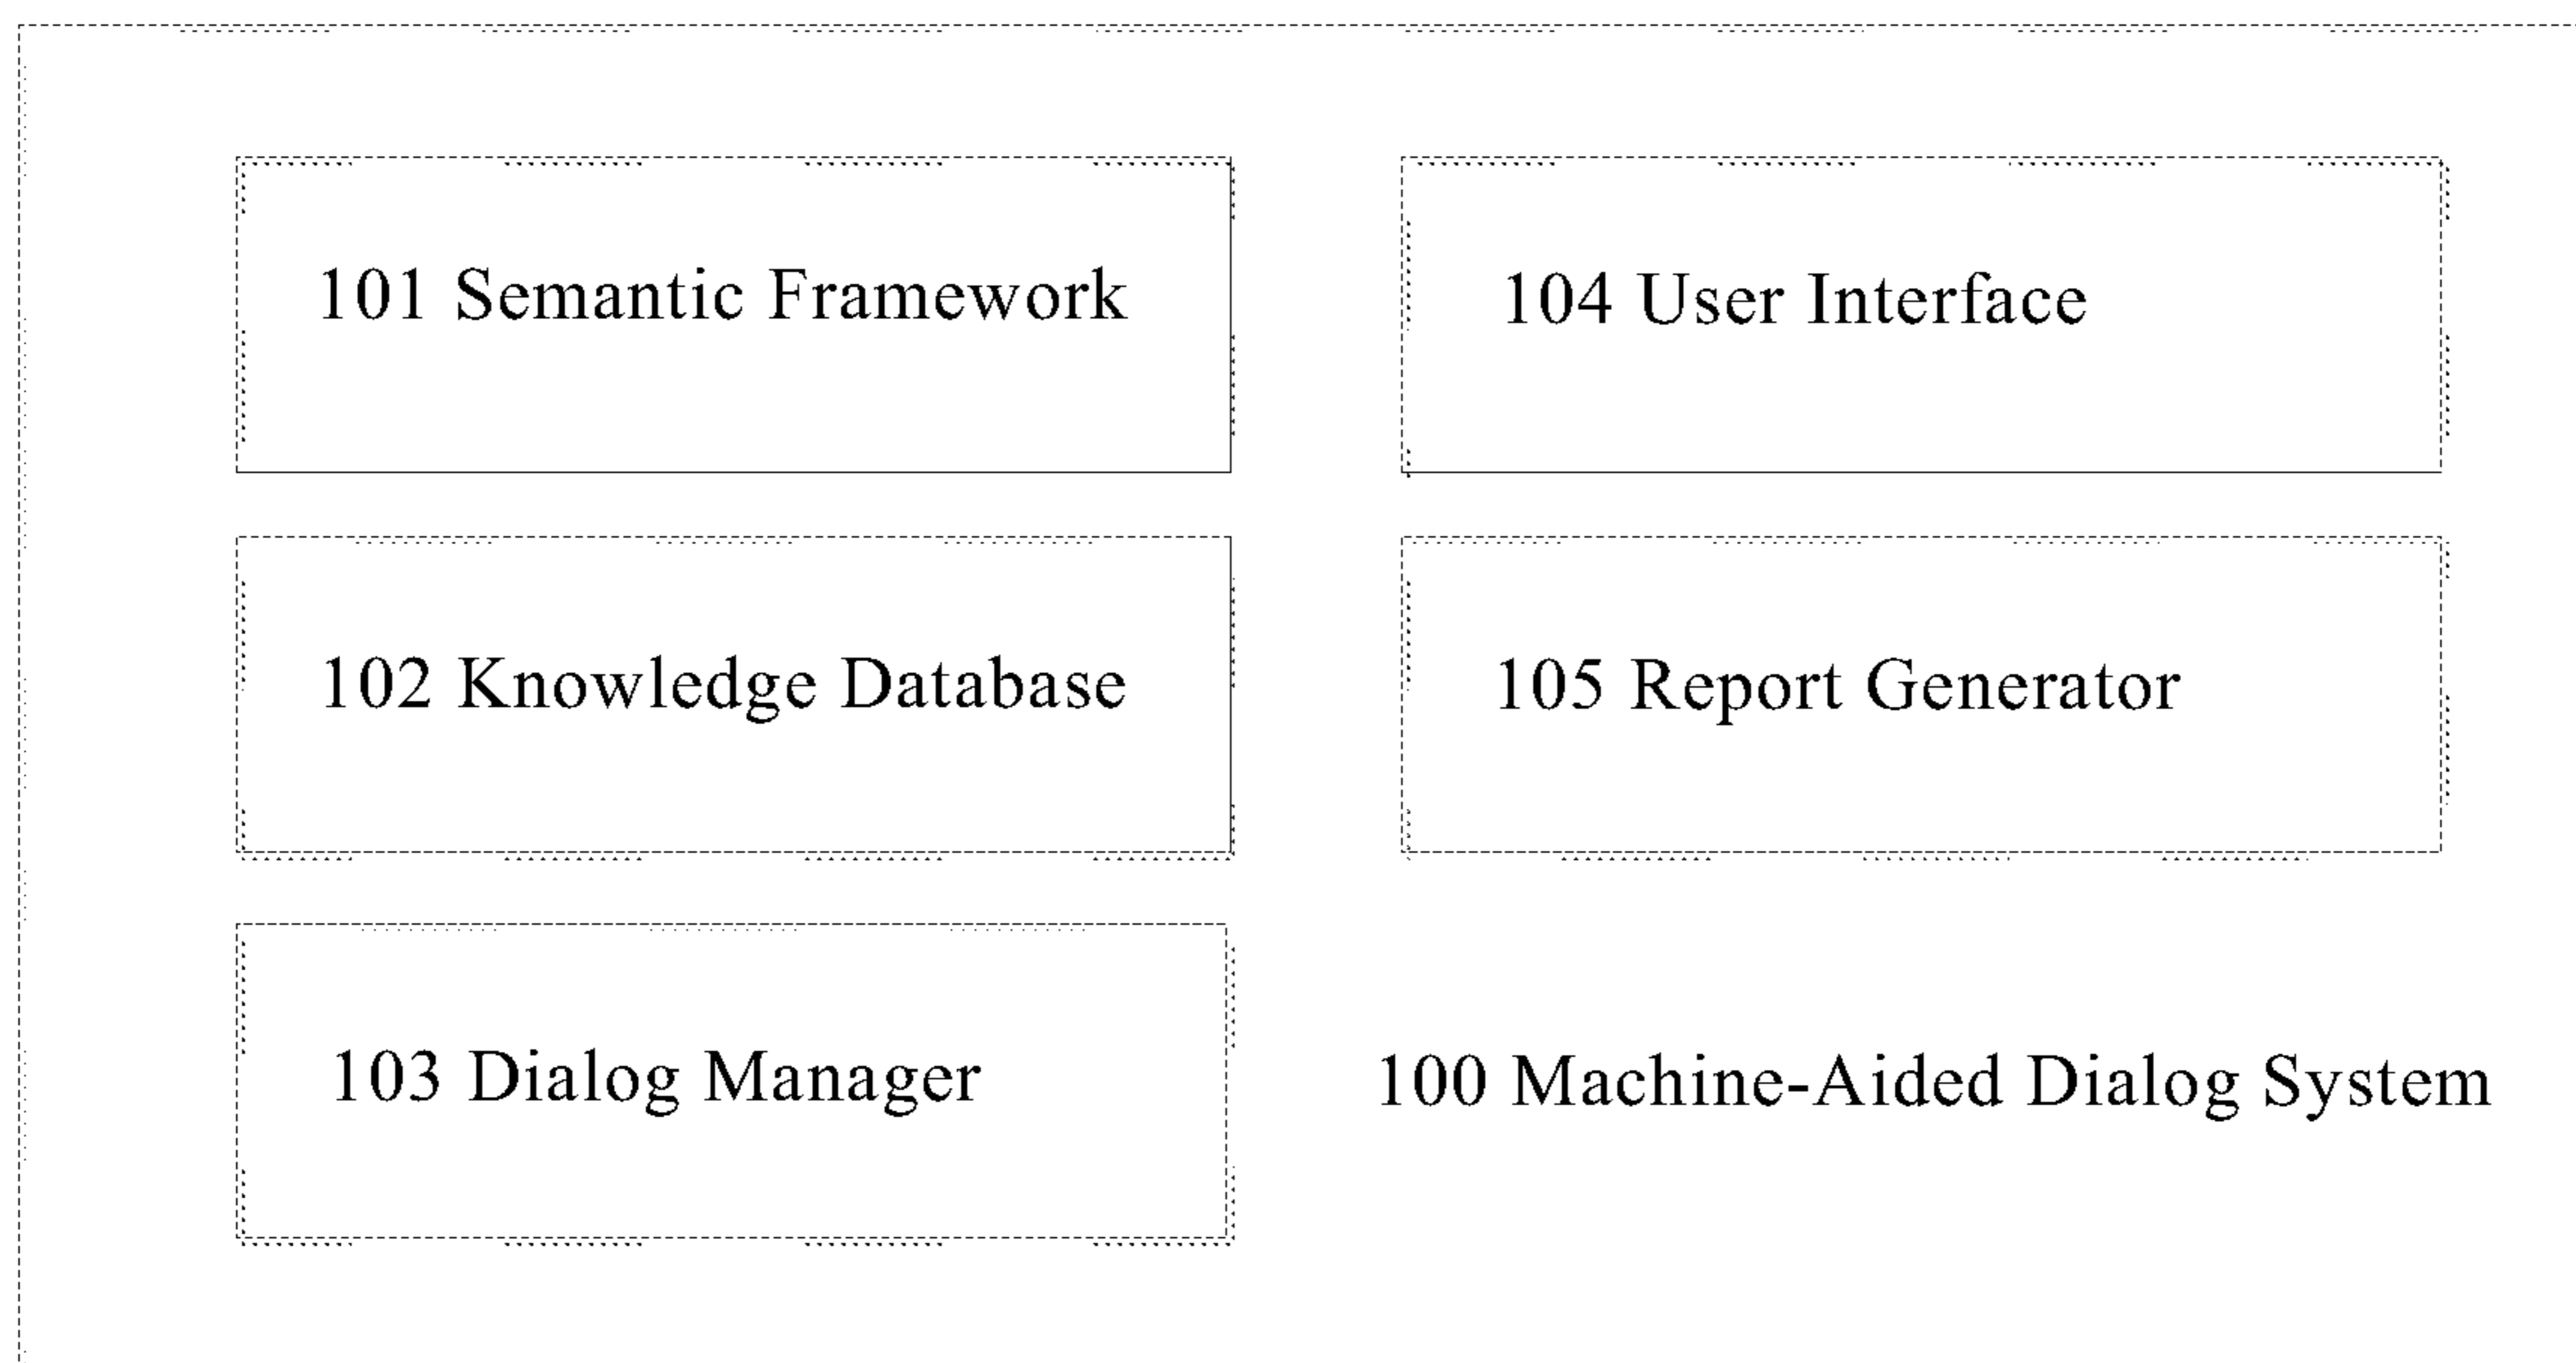 101 Semantic Framework
104 User Interface
102 Knowledge Database
105 Report Generator
103 Dialog Manager
100 Machine-Aided Dialog System